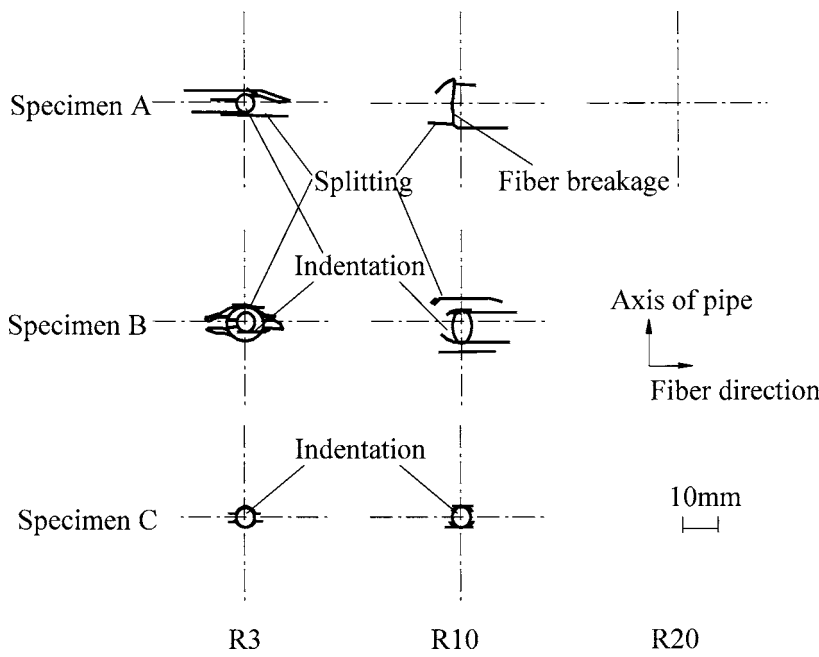 Specimen A
Splitting
Fiber breakage
Indentation
Axis of pipe
Specimen B
Fiber direction
Indentation
10mm
Specimen C
R3
R10
R20